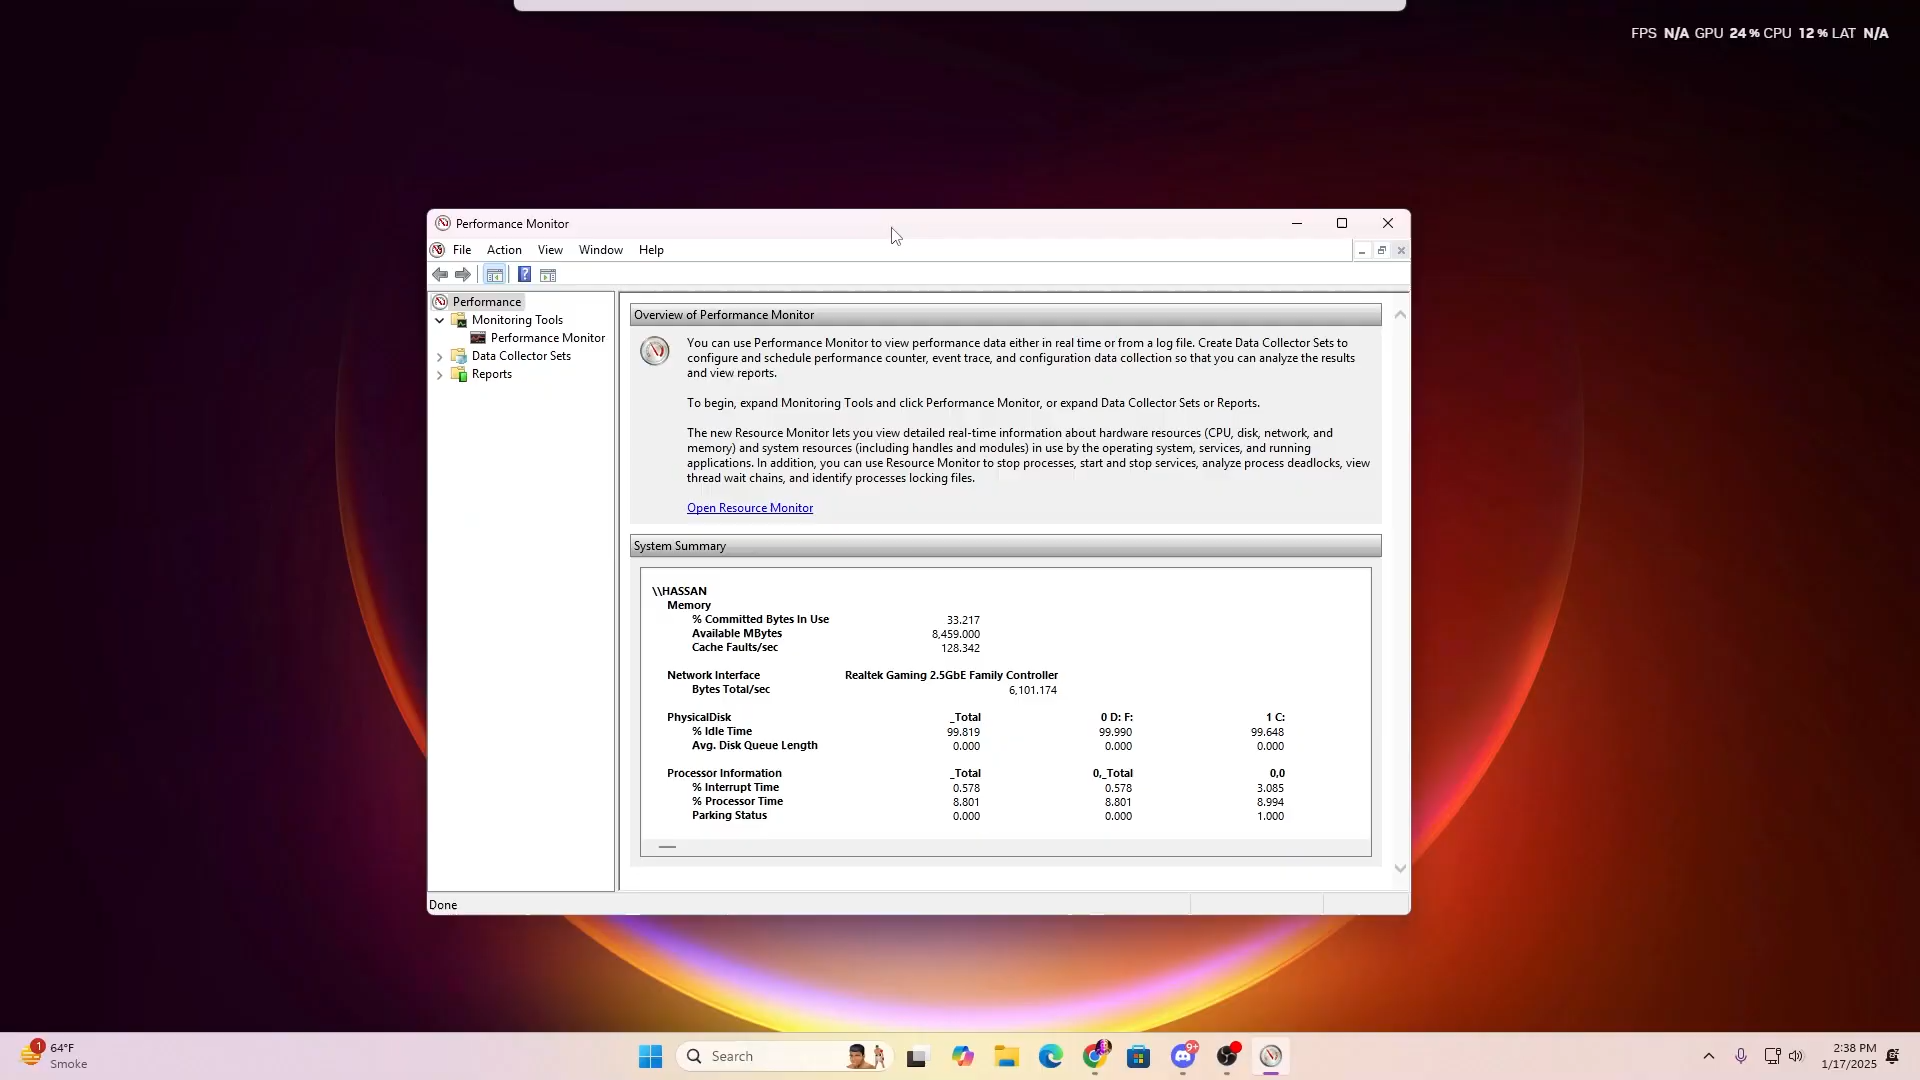 FPS N/A GPU 24 % CPU 12 % LAT N/A
Performance Monitor
File Action View Window Help
Performance
Monitoring Tools
Performance Monitor
Data Collector Sets
Reports
Overview of Performance Monitor
You can use Performance Monitor to view performance data either in real time or from a log file. Create Data Collector Sets to
configure and schedule performance counter, event trace, and configuration data collection so that you can analyze the results
and view reports.
To begin, expand Monitoring Tools and click Performance Monitor, or expand Data Collector Sets or Reports.
The new Resource Monitor lets you view detailed real-time information about hardware resources (CPU, disk, network, and
memory) and system resources (including handles and modules) in use by the operating system, services, and running
applications. In addition, you can use Resource Monitor to stop processes, start and stop services, analyze process deadlocks, view
thread wait chains, and identify processes locking files.
Open Resource Monitor
System Summary
\\HASSAN
Memory
% Committed Bytes In Use 33.217
Available MBytes 8,459.000
Cache Faults/sec 128.342
Network Interface Realtek Gaming 2.5GbE Family Controller
Bytes Total/sec 6,101.174
PhysicalDisk _Total 0 D: F: 1 C:
% Idle Time 99.819 99.990 99.648
Avg. Disk Queue Length 0.000 0.000 0.000
Processor Information _Total 0,_Total 0,0
% Interrupt Time 0.578 0.578 3.085
% Processor Time 8.801 8.801 8.994
Parking Status 0.000 0.000 1.000
Done
1 64°F
Smoke
Search
9+
2:38 PM
1/17/2025